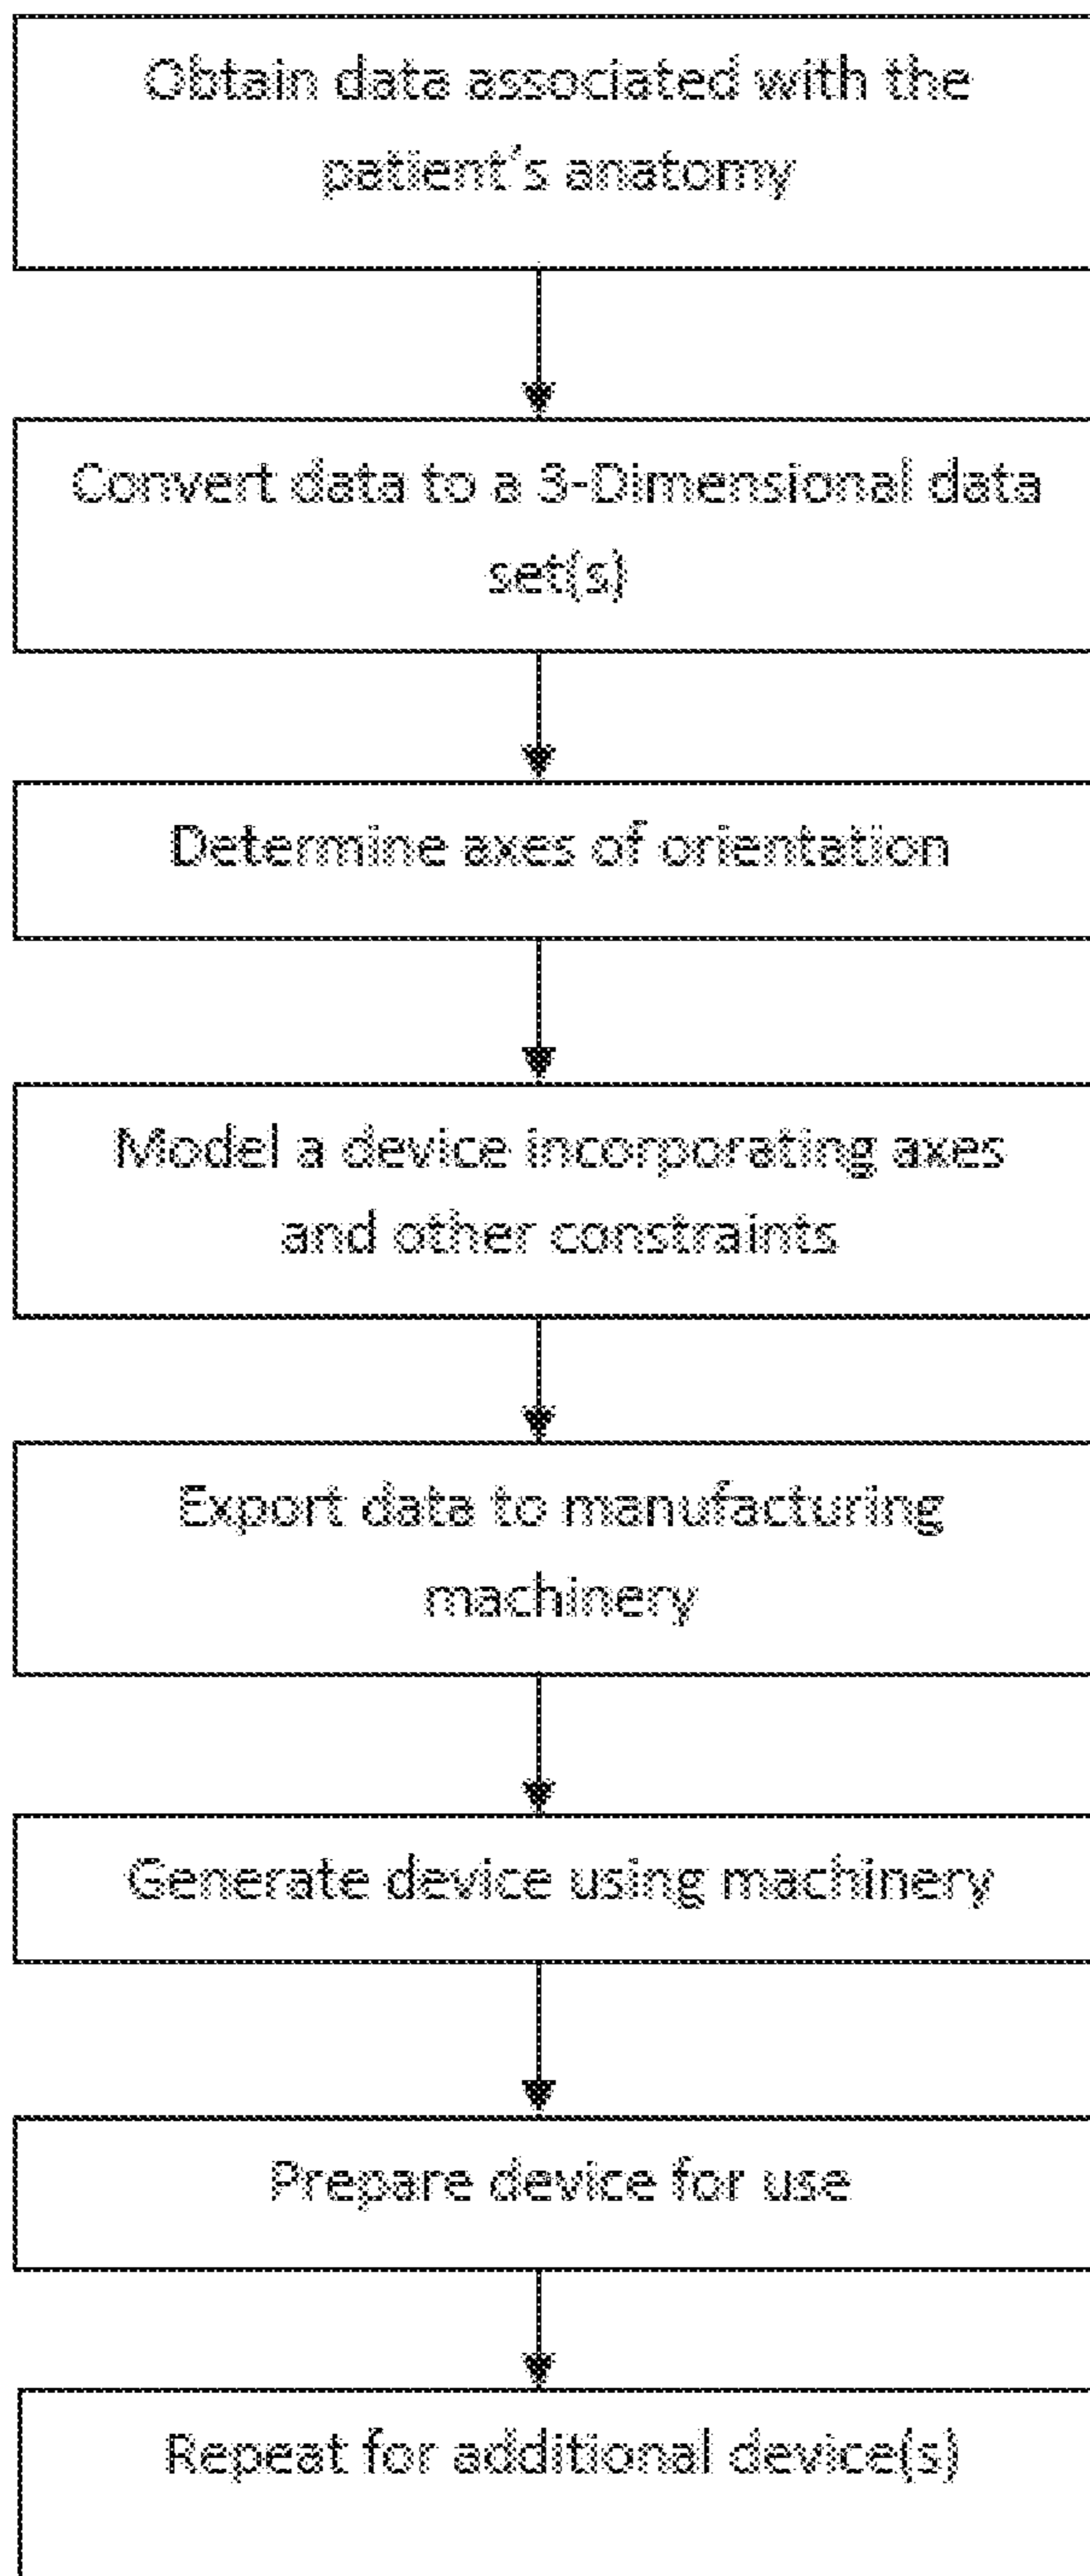 Obtain data associated with the
patient's anatomy
Convert data to a 3-Dimensional data
set(s)
Determine axes of orientation
Model a device incorporating axes
and other constraints
Export data to manufacturing
machinery
Generate device using machinery
Prepare device for use
Repeat for additional device(s)